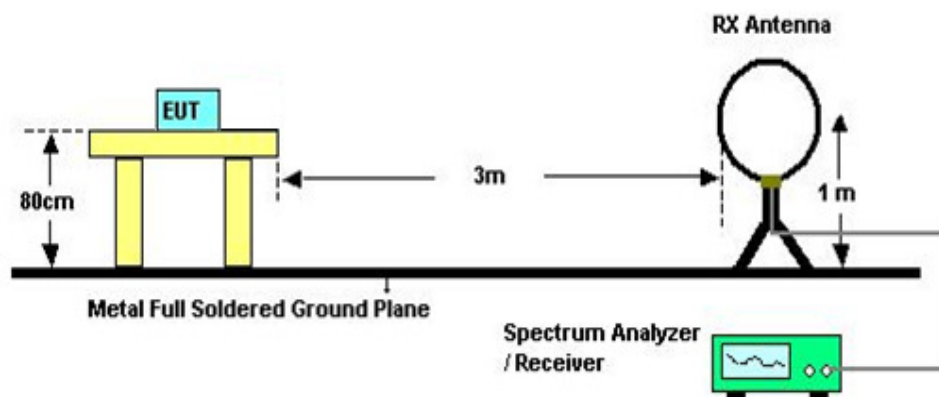 RX Antenna
EUT
3m
80cm
1 m
Metal Full Soldered Ground Plane
Spectrum Analyzer
/ Receiver